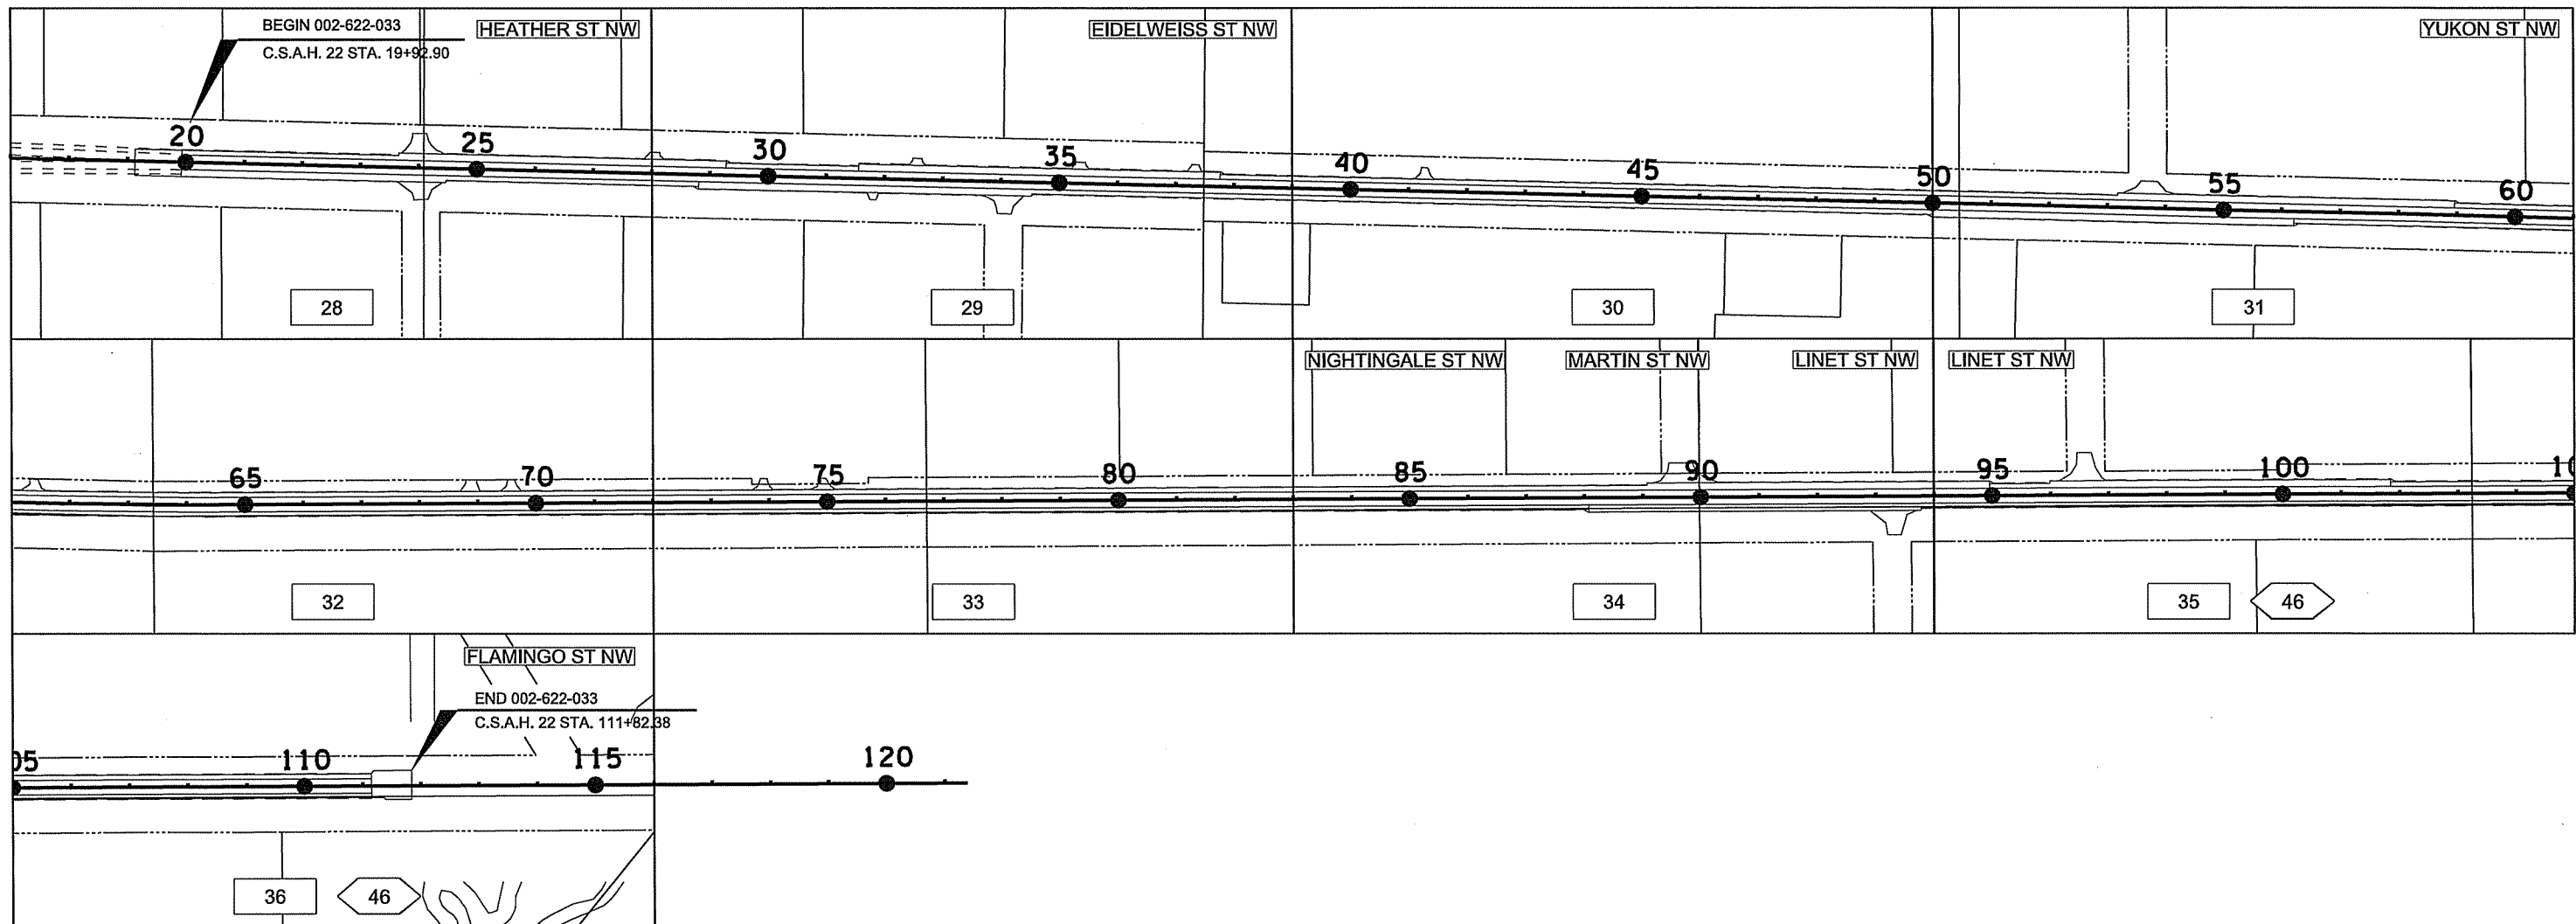 BEGIN 002-622-033
C.S.A.H. 22 STA. 19+92.90
HEATHER ST NW
EIDELWEISS ST NW
YUKON ST NW
20
25
30
35
40
45
50
55
60
28
29
30
31
NIGHTINGALE ST NW
MARTIN ST NW
LINET ST NW
LINET ST NW
65
70
75
80
85
90
95
100
10
32
33
34
35
46
FLAMINGO ST NW
END 002-622-033
C.S.A.H. 22 STA. 111+82.38
05
110
115
120
36
46